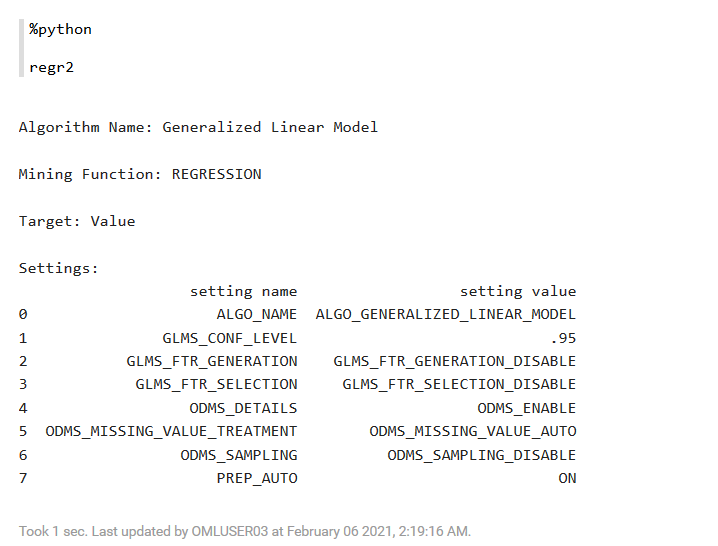 %python
regr2
Algorithm Name: Generalized Linear Model
Mining Function: REGRESSION
Target: Value
Settings:
setting name setting value
0 ALGO_NAME ALGO_GENERALIZED_LINEAR_MODEL
1 GLMS_CONF_LEVEL .95
2 GLMS_FTR_GENERATION GLMS_FTR_GENERATION_DISABLE
3 GLMS_FTR_SELECTION GLMS_FTR_SELECTION_DISABLE
4 ODMS_DETAILS ODMS_ENABLE
5 ODMS_MISSING_VALUE_TREATMENT ODMS_MISSING_VALUE_AUTO
6 ODMS_SAMPLING ODMS_SAMPLING_DISABLE
7 PREP_AUTO ON
Took 1 sec. Last updated by OMLUSER03 at February 06 2021, 2:19:16 AM.